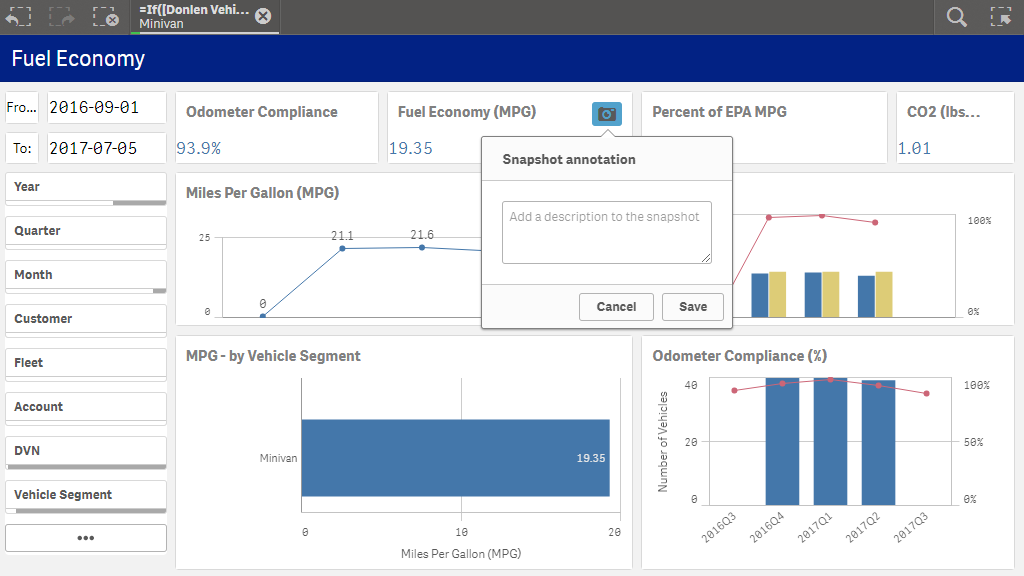 =If([Donlen Vehi...
Minivan
Fuel Economy
Fro... 2016-09-01
To: 2017-07-05
Year
Quarter
Month
Customer
Fleet
Account
DVN
Vehicle Segment
•••
Odometer Compliance
93.9%
Fuel Economy (MPG)
19.35
Percent of EPA MPG
CO2 (lbs...
1.01
Snapshot annotation
Add a description to the snapshot
Cancel Save
Miles Per Gallon (MPG)
25
0
0
21.1
21.6
100%
0%
MPG - by Vehicle Segment
Minivan
19.35
0 10 20
Miles Per Gallon (MPG)
Odometer Compliance (%)
Number of Vehicles
40
20
0
100%
50%
0%
2016Q3 2016Q4 2017Q1 2017Q2 2017Q3